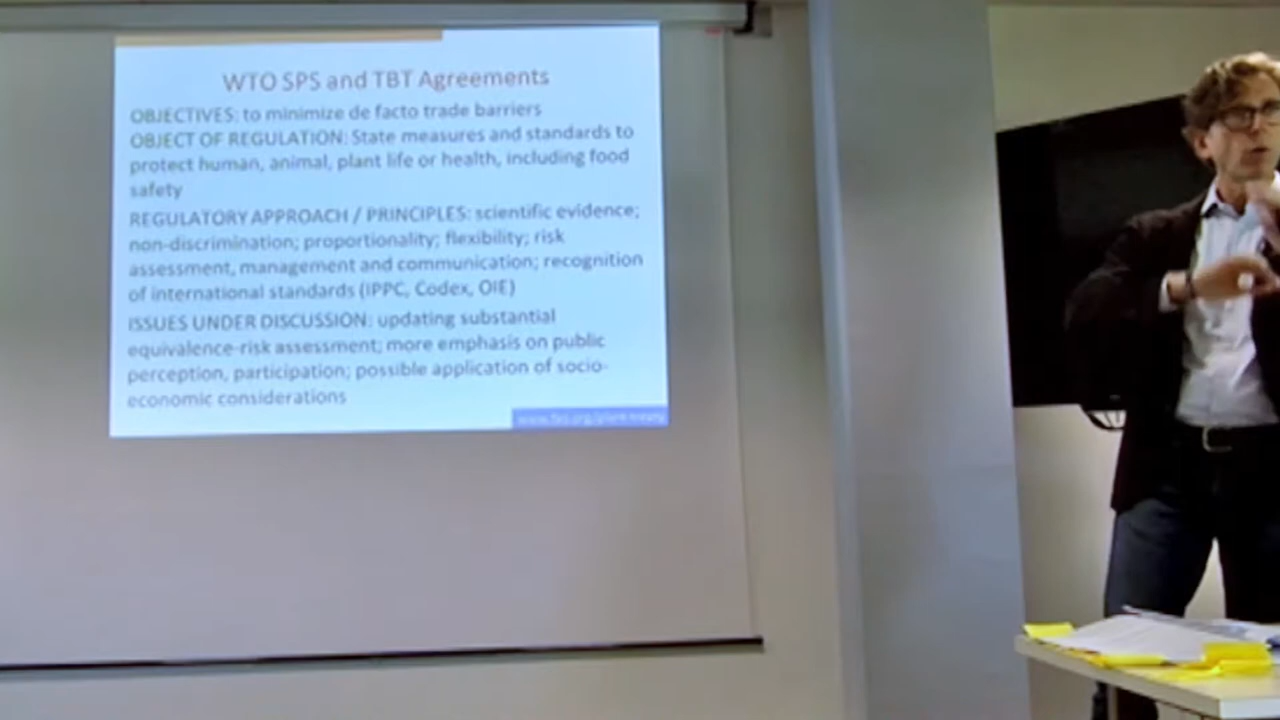 WTO SPS and TBT Agreements
OBJECTIVES: to minimize de facto trade barriers
OBJECT OF REGULATION: State measures and standards to
protect human, animal, plant life or health, including food
safety
REGULATORY APPROACH / PRINCIPLES: scientific evidence;
non-discrimination; proportionality; flexibility; risk
assessment, management and communication; recognition
of international standards (IPPC, Codex, OIE)
ISSUES UNDER DISCUSSION: updating substantial
equivalence-risk assessment; more emphasis on public
perception, participation; possible application of socio-
economic considerations